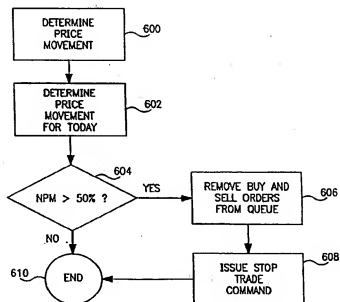 DETERMINE
PRICE
MOVEMENT
600
DETERMINE
PRICE
MOVEMENT
FOR TODAY
602
NPM > 50% ?
604
YES
REMOVE BUY AND
SELL ORDERS
FROM QUEUE
606
NO
610
END
ISSUE STOP
TRADE
COMMAND
608